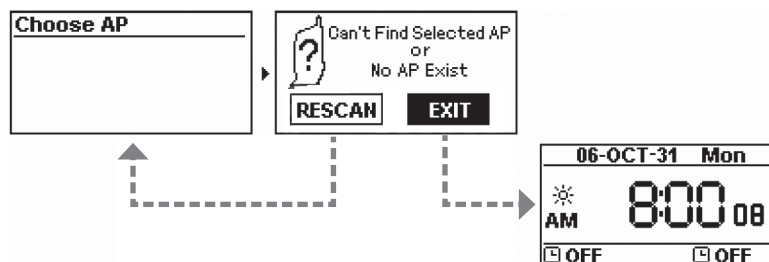 Choose AP
Can't Find Selected AP
or
No AP Exist
?
RESCAN EXIT
06-OCT-31 Mon
AM 8:00 08
OFF OFF